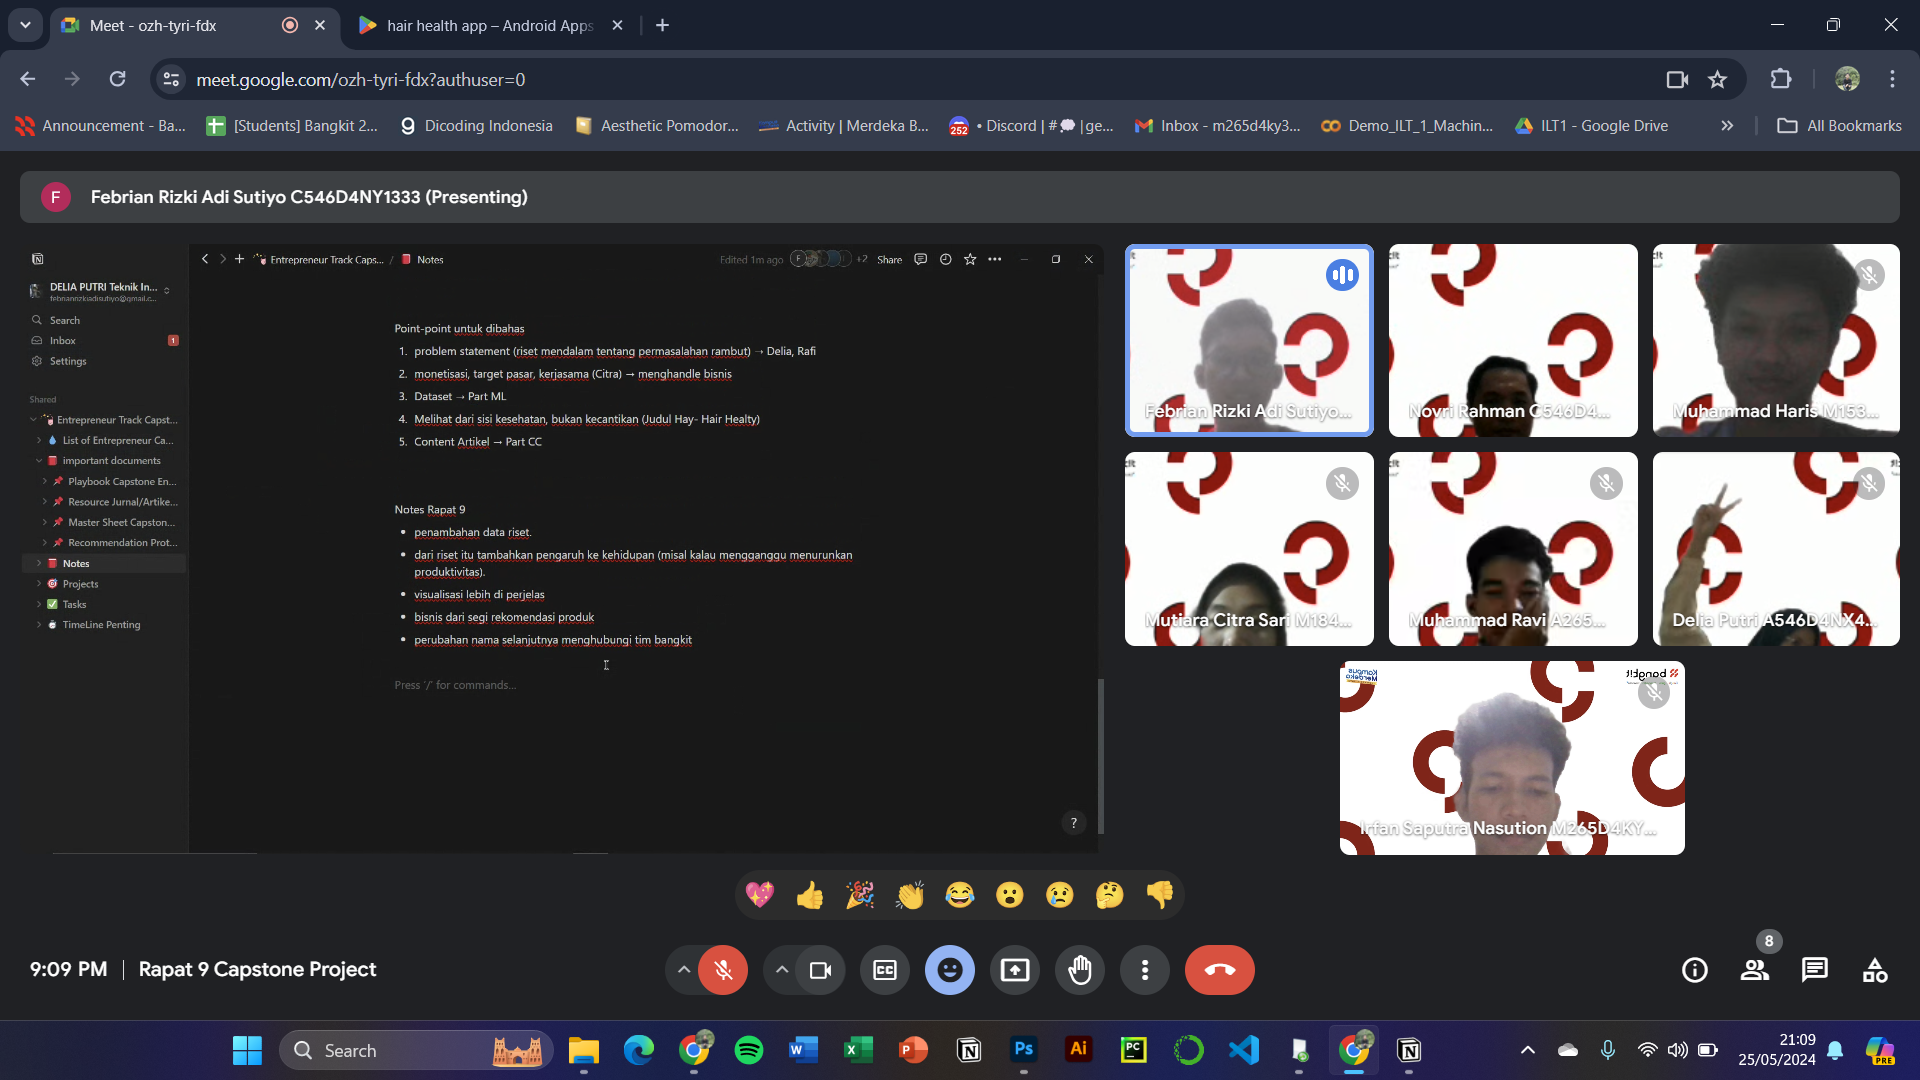 Meet - ozh-tyri-fdx
hair health app – Android Apps
meet.google.com/ozh-tyri-fdx?authuser=0
Announcement - Ba...
[Students] Bangkit 2...
Dicoding Indonesia
Aesthetic Pomodor...
Activity | Merdeka B...
252
• Discord | #💭 |ge...
Inbox - m265d4ky3...
Demo_ILT_1_Machin...
ILT1 - Google Drive
All Bookmarks
F
Febrian Rizki Adi Sutiyo C546D4NY1333 (Presenting)
Entrepreneur Track Caps... / Notes
Edited 1m ago
+2
Share
DELIA PUTRI Teknik In...
febrianrizkiadisutiyo@gmail.c...
Search
Inbox
1
Settings
Shared
Entrepreneur Track Capst...
List of Entrepreneur Ca...
important documents
Playbook Capstone En...
Resource Jurnal/Artike...
Master Sheet Capston...
Recommendation Prot...
Notes
Projects
Tasks
TimeLine Penting
Point-point untuk dibahas
1. problem statement (riset mendalam tentang permasalahan rambut) → Delia, Rafi
2. monetisasi, target pasar, kerjasama (Citra) → menghandle bisnis
3. Dataset → Part ML
4. Melihat dari sisi kesehatan, bukan kecantikan (Judul Hay- Hair Healty)
5. Content Artikel → Part CC
Notes Rapat 9
• penambahan data riset.
• dari riset itu tambahkan pengaruh ke kehidupan (misal kalau mengganggu menurunkan
produktivitas).
• visualisasi lebih di perjelas
• bisnis dari segi rekomendasi produk
• perubahan nama selanjutnya menghubungi tim bangkit
Press '/' for commands...
?
Febrian Rizki Adi Sutiyo...
Novri Rahman C546D4...
Muhammad Haris M153...
Mutiara Citra Sari M184...
Muhammad Ravi A265...
Delia Putri A546D4NX4...
bangkit
Irfan Saputra Nasution M265D4KY...
9:09 PM
Rapat 9 Capstone Project
8
Search
21:09
25/05/2024